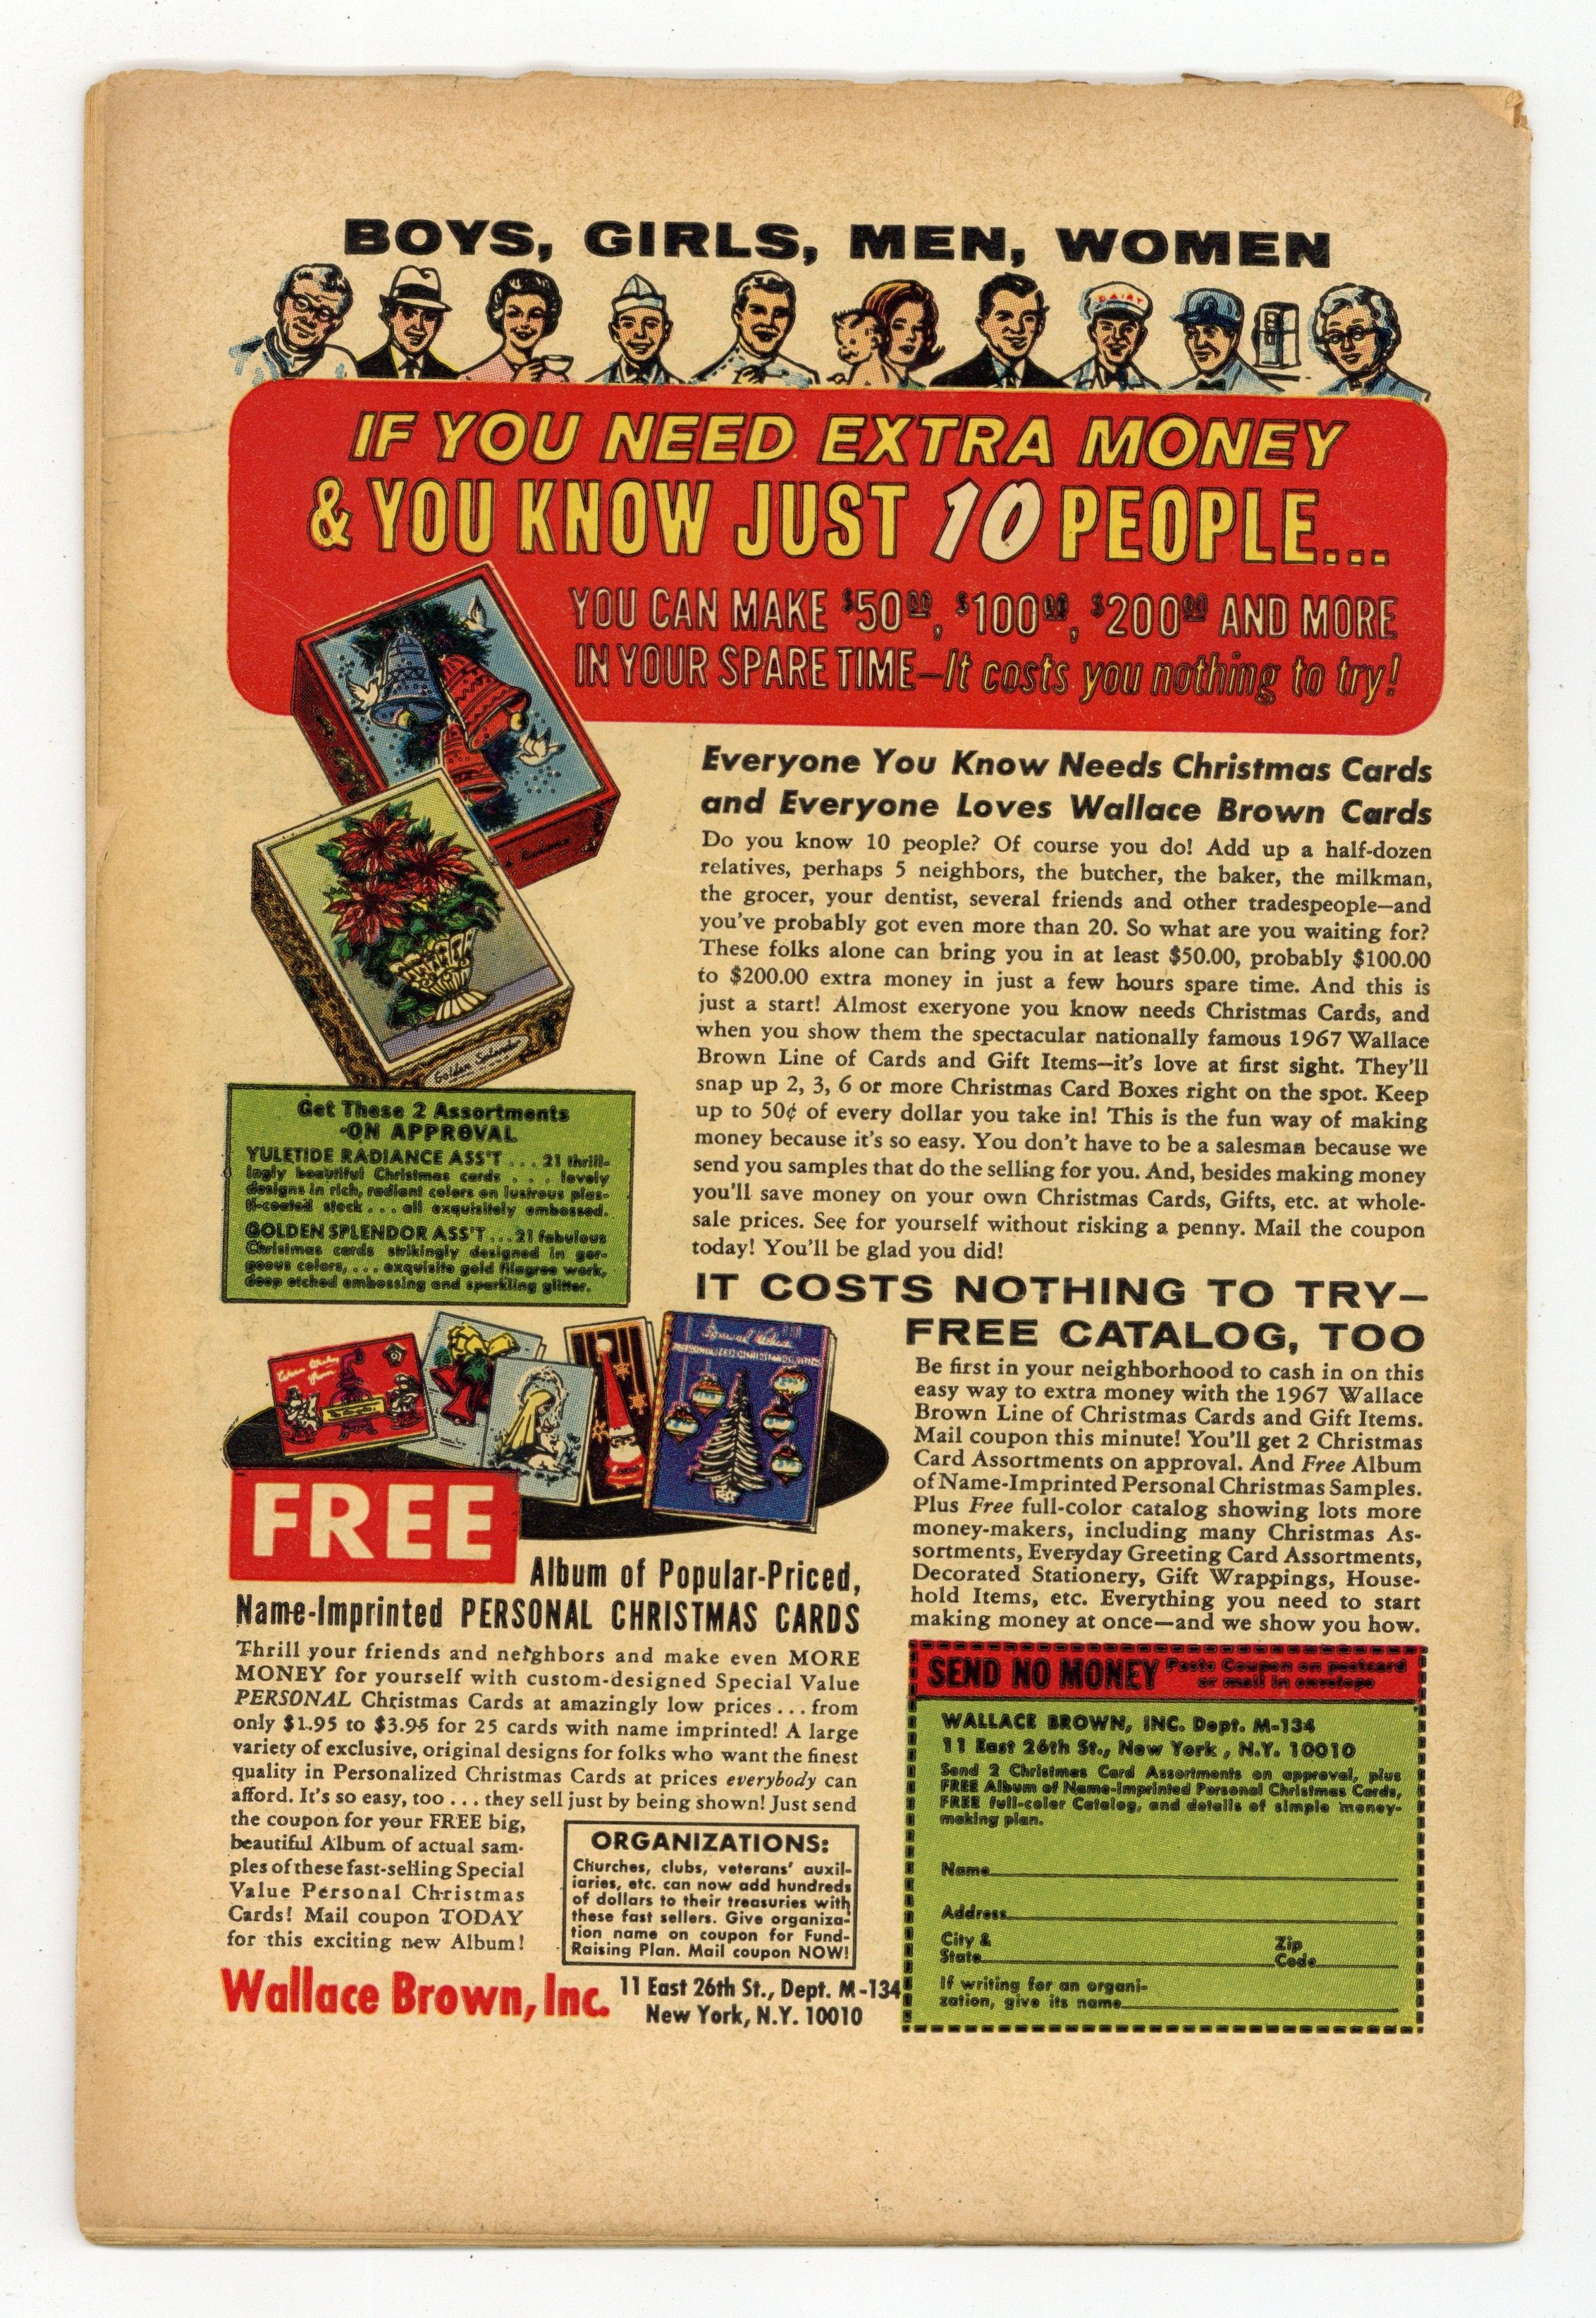 BOYS, GIRLS, MEN, WOMEN
DAIRY
IF YOU NEED EXTRA MONEY
& YOU KNOW JUST 10 PEOPLE...
YOU CAN MAKE $50.00, $100.00, $200.00 AND MORE
IN YOUR SPARE TIME—It costs you nothing to try!
Radiance
Golden Splendor
Get These 2 Assortments
ON APPROVAL
YULETIDE RADIANCE ASS'T ... 21 thrill-
ingly beautiful Christmas cards . . . lovely
designs in rich, radiant colors on lustrous plas-
ti-coated stock . . . all exquisitely embossed.
GOLDEN SPLENDOR ASS'T ... 21 fabulous
Christmas cards strikingly designed in gor-
geous colors, . . . exquisite gold filagree work,
deep etched embossing and sparkling glitter.
Everyone You Know Needs Christmas Cards
and Everyone Loves Wallace Brown Cards
Do you know 10 people? Of course you do! Add up a half-dozen
relatives, perhaps 5 neighbors, the butcher, the baker, the milkman,
the grocer, your dentist, several friends and other tradespeople—and
you've probably got even more than 20. So what are you waiting for?
These folks alone can bring you in at least $50.00, probably $100.00
to $200.00 extra money in just a few hours spare time. And this is
just a start! Almost exeryone you know needs Christmas Cards, and
when you show them the spectacular nationally famous 1967 Wallace
Brown Line of Cards and Gift Items—it's love at first sight. They'll
snap up 2, 3, 6 or more Christmas Card Boxes right on the spot. Keep
up to 50¢ of every dollar you take in! This is the fun way of making
money because it's so easy. You don't have to be a salesman because we
send you samples that do the selling for you. And, besides making money
you'll save money on your own Christmas Cards, Gifts, etc. at whole-
sale prices. See for yourself without risking a penny. Mail the coupon
today! You'll be glad you did!
IT COSTS NOTHING TO TRY—
FREE CATALOG, TOO
Be first in your neighborhood to cash in on this
easy way to extra money with the 1967 Wallace
Brown Line of Christmas Cards and Gift Items.
Mail coupon this minute! You'll get 2 Christmas
Card Assortments on approval. And Free Album
of Name-Imprinted Personal Christmas Samples.
Plus Free full-color catalog showing lots more
money-makers, including many Christmas As-
sortments, Everyday Greeting Card Assortments,
Decorated Stationery, Gift Wrappings, House-
hold Items, etc. Everything you need to start
making money at once—and we show you how.
FREE
Album of Popular-Priced,
Name-Imprinted PERSONAL CHRISTMAS CARDS
Thrill your friends and neighbors and make even MORE
MONEY for yourself with custom-designed Special Value
PERSONAL Christmas Cards at amazingly low prices . . . from
only $1.95 to $3.95 for 25 cards with name imprinted! A large
variety of exclusive, original designs for folks who want the finest
quality in Personalized Christmas Cards at prices everybody can
afford. It's so easy, too . . . they sell just by being shown! Just send
the coupon for your FREE big,
beautiful Album of actual sam-
ples of these fast-selling Special
Value Personal Christmas
Cards! Mail coupon TODAY
for this exciting new Album!
ORGANIZATIONS:
Churches, clubs, veterans' auxil-
iaries, etc. can now add hundreds
of dollars to their treasuries with
these fast sellers. Give organiza-
tion name on coupon for Fund-
Raising Plan. Mail coupon NOW!
Wallace Brown, Inc.
11 East 26th St., Dept. M-134
New York, N.Y. 10010
SEND NO MONEY Paste Coupon on postcard
or mail in envelope
WALLACE BROWN, INC. Dept. M-134
11 East 26th St., New York , N.Y. 10010
Send 2 Christmas Card Assortments on approval, plus
FREE Album of Name-Imprinted Personal Christmas Cards,
FREE full-color Catalog, and details of simple money-
making plan.
Name
Address
City &
State
Zip
Code
If writing for an organi-
zation, give its name